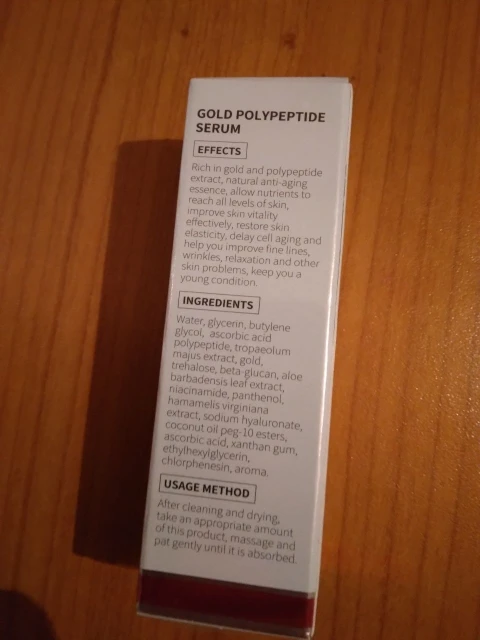 GOLD POLYPEPTIDE
SERUM
EFFECTS
Rich in gold and polypeptide
extract, natural anti-aging
essence, allow nutrients to
reach all levels of skin,
improve skin vitality
effectively, restore skin
elasticity, delay cell aging and
help you improve fine lines,
wrinkles, relaxation and other
skin problems, keep you a
young condition.
INGREDIENTS
Water, glycerin, butylene
glycol, ascorbic acid
polypeptide, tropaeolum
majus extract, gold,
trehalose, beta-glucan, aloe
barbadensis leaf extract,
niacinamide, panthenol,
hamamelis virginiana
extract, sodium hyaluronate,
coconut oil peg-10 esters,
ascorbic acid, xanthan gum,
ethylhexylglycerin,
chlorphenesin, aroma.
USAGE METHOD
After cleaning and drying,
take an appropriate amount
of this product, massage and
pat gently until it is absorbed.